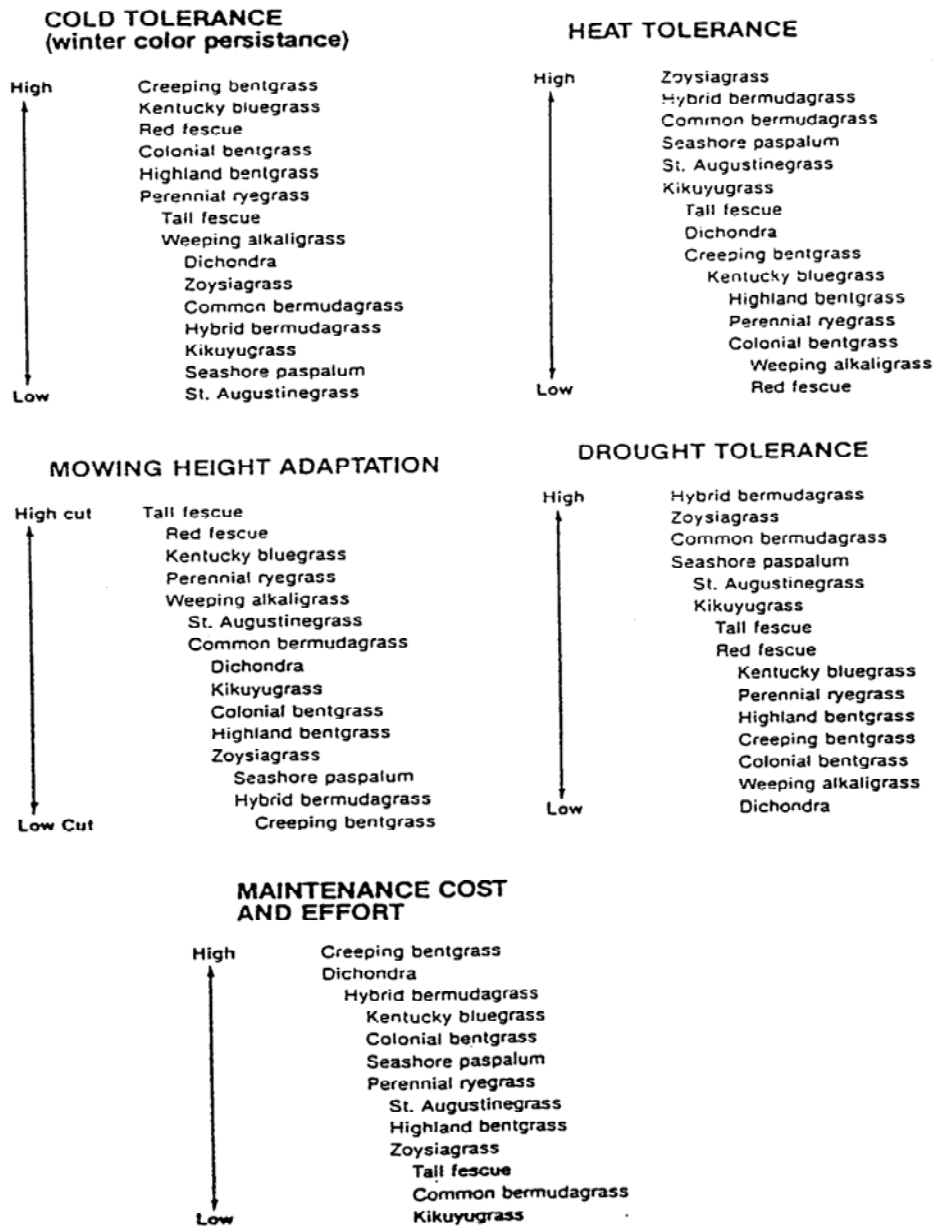 COLD TOLERANCE
(winter color persistance)
High
Creeping bentgrass
Kentucky bluegrass
Red fescue
Colonial bentgrass
Highland bentgrass
Perennial ryegrass
Tall fescue
Weeping alkaligrass
Dichondra
Zoysiagrass
Common bermudagrass
Hybrid bermudagrass
Kikuyugrass
Seashore paspalum
Low
St. Augustinegrass
HEAT TOLERANCE
High
Zoysiagrass
Hybrid bermudagrass
Common bermudagrass
Seashore paspalum
St. Augustinegrass
Kikuyugrass
Tall fescue
Dichondra
Creeping bentgrass
Kentucky bluegrass
Highland bentgrass
Perennial ryegrass
Colonial bentgrass
Weeping alkaligrass
Low
Red fescue
MOWING HEIGHT ADAPTATION
High cut
Tall fescue
Red fescue
Kentucky bluegrass
Perennial ryegrass
Weeping alkaligrass
St. Augustinegrass
Common bermudagrass
Dichondra
Kikuyugrass
Colonial bentgrass
Highland bentgrass
Zoysiagrass
Seashore paspalum
Hybrid bermudagrass
Low Cut
Creeping bentgrass
DROUGHT TOLERANCE
High
Hybrid bermudagrass
Zoysiagrass
Common bermudagrass
Seashore paspalum
St. Augustinegrass
Kikuyugrass
Tall fescue
Red fescue
Kentucky bluegrass
Perennial ryegrass
Highland bentgrass
Creeping bentgrass
Colonial bentgrass
Weeping alkaligrass
Low
Dichondra
MAINTENANCE COST
AND EFFORT
High
Creeping bentgrass
Dichondra
Hybrid bermudagrass
Kentucky bluegrass
Colonial bentgrass
Seashore paspalum
Perennial ryegrass
St. Augustinegrass
Highland bentgrass
Zoysiagrass
Tall fescue
Common bermudagrass
Low
Kikuyugrass